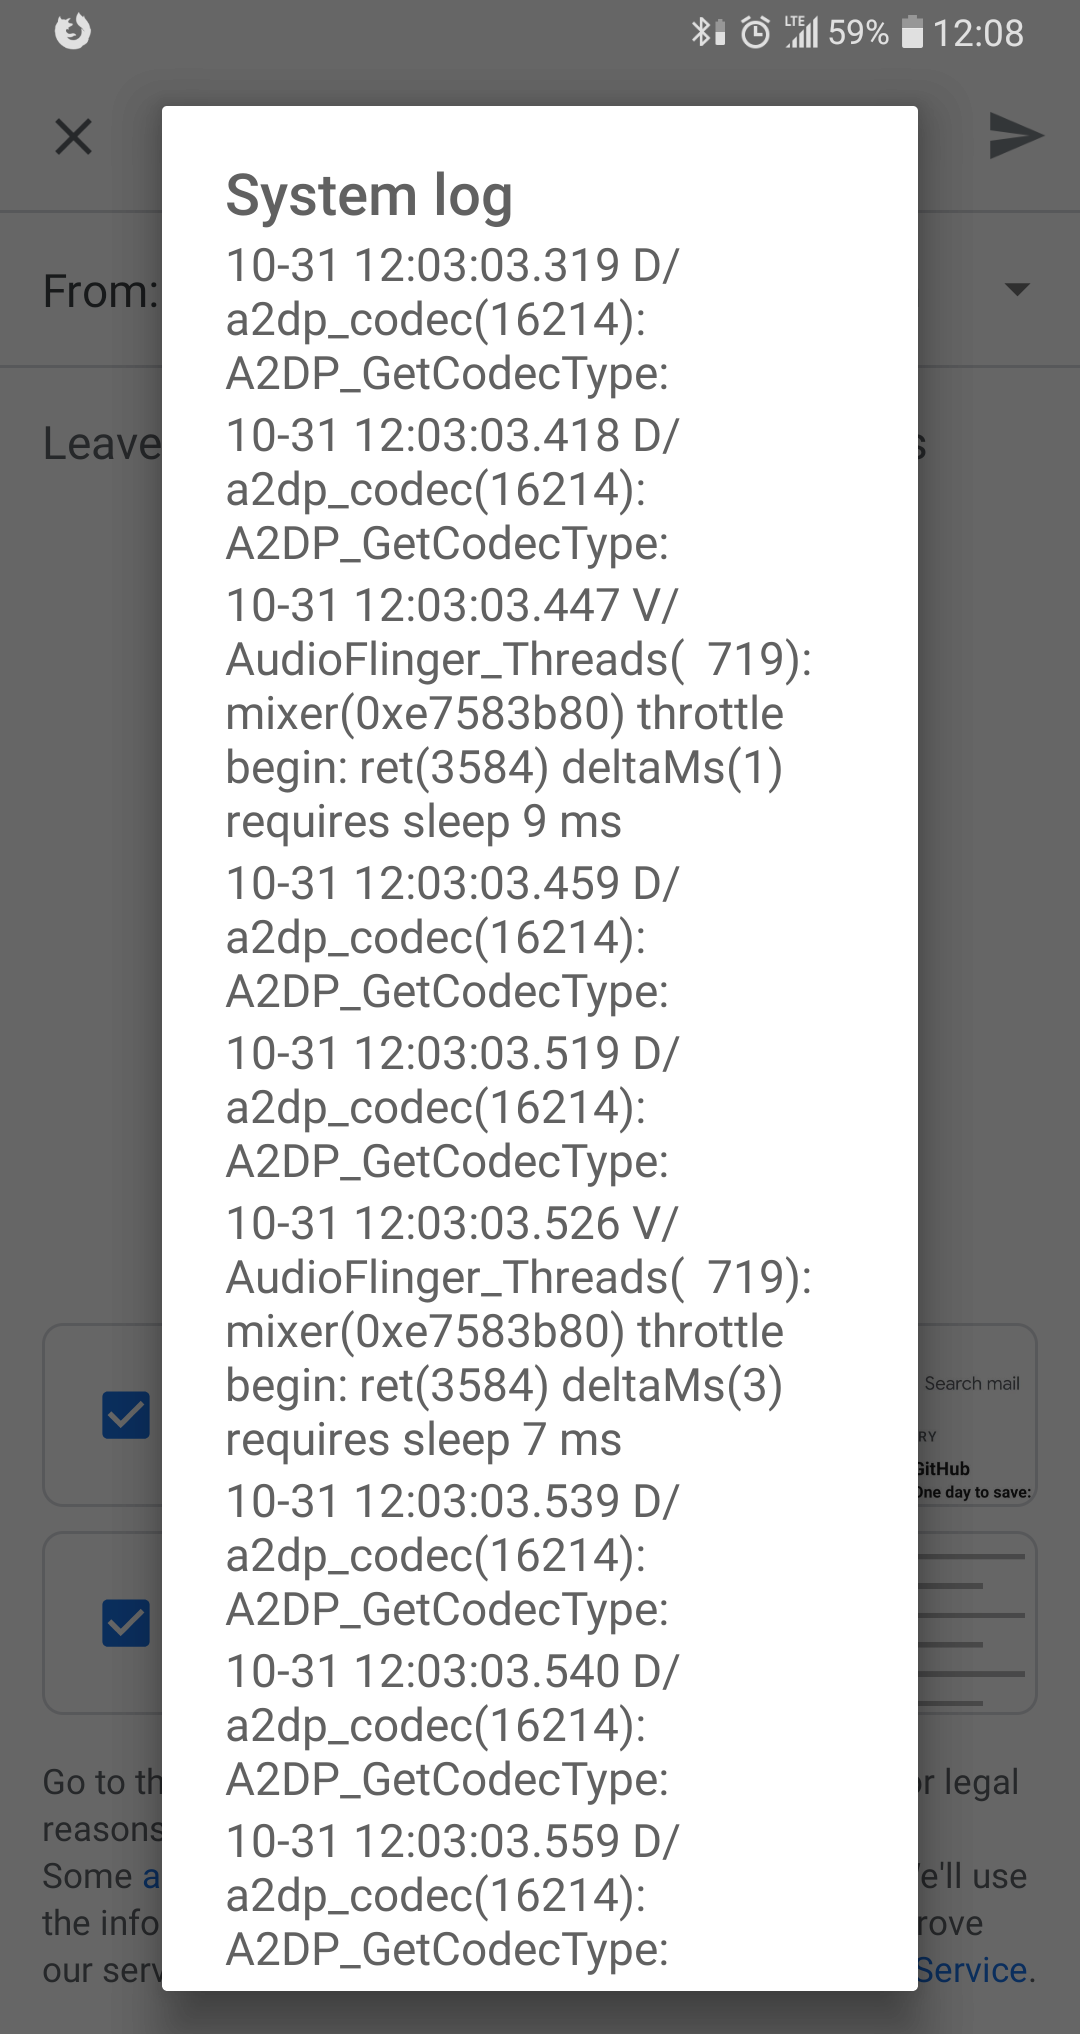 LTE 59% 12:08
From:
Leave
System log
10-31 12:03:03.319 D/
a2dp_codec(16214):
A2DP_GetCodecType:
10-31 12:03:03.418 D/
a2dp_codec(16214):
A2DP_GetCodecType:
10-31 12:03:03.447 V/
AudioFlinger_Threads(  719):
mixer(0xe7583b80) throttle
begin: ret(3584) deltaMs(1)
requires sleep 9 ms
10-31 12:03:03.459 D/
a2dp_codec(16214):
A2DP_GetCodecType:
10-31 12:03:03.519 D/
a2dp_codec(16214):
A2DP_GetCodecType:
10-31 12:03:03.526 V/
AudioFlinger_Threads(  719):
mixer(0xe7583b80) throttle
begin: ret(3584) deltaMs(3)
requires sleep 7 ms
10-31 12:03:03.539 D/
a2dp_codec(16214):
A2DP_GetCodecType:
10-31 12:03:03.540 D/
a2dp_codec(16214):
A2DP_GetCodecType:
10-31 12:03:03.559 D/
a2dp_codec(16214):
A2DP_GetCodecType:
Search mail
GitHub
One day to save:
Go to legal
reasons
Some use
the
our Service.